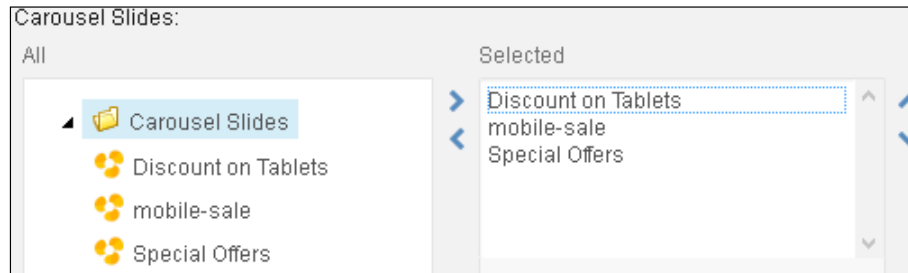 Carousel Slides:
All
Carousel Slides
Discount on Tablets
mobile-sale
Special Offers
Selected
Discount on Tablets
mobile-sale
Special Offers